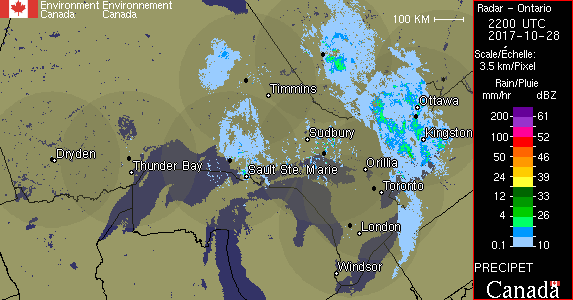 Environment Environnement
Canada Canada
100 KM
Timmins
Ottawa
Kingston
Sudbury
Dryden
Thunder Bay
Sault Ste. Marie
Orillia
Toronto
London
Windsor
Radar - Ontario
2200 UTC
2017-10-28
Scale/Échelle:
3.5 km/Pixel
Rain/Pluie
mm/hr dBZ
200 61
100 52
50 46
24 39
12 33
4 26
0.1 10
PRECIPET
Canada